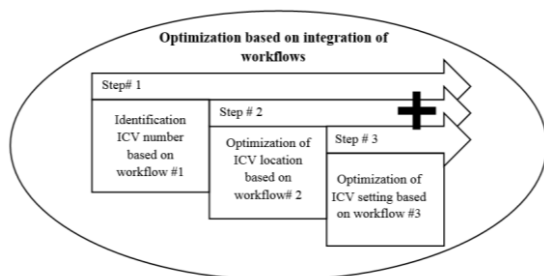 Optimization based on integration of
workflows
Step# 1
Identification
ICV number
based on
workflow #1
Step # 2
Optimization of
ICV location
based on
workflow# 2
Step # 3
Optimization of
ICV setting based
on workflow #3